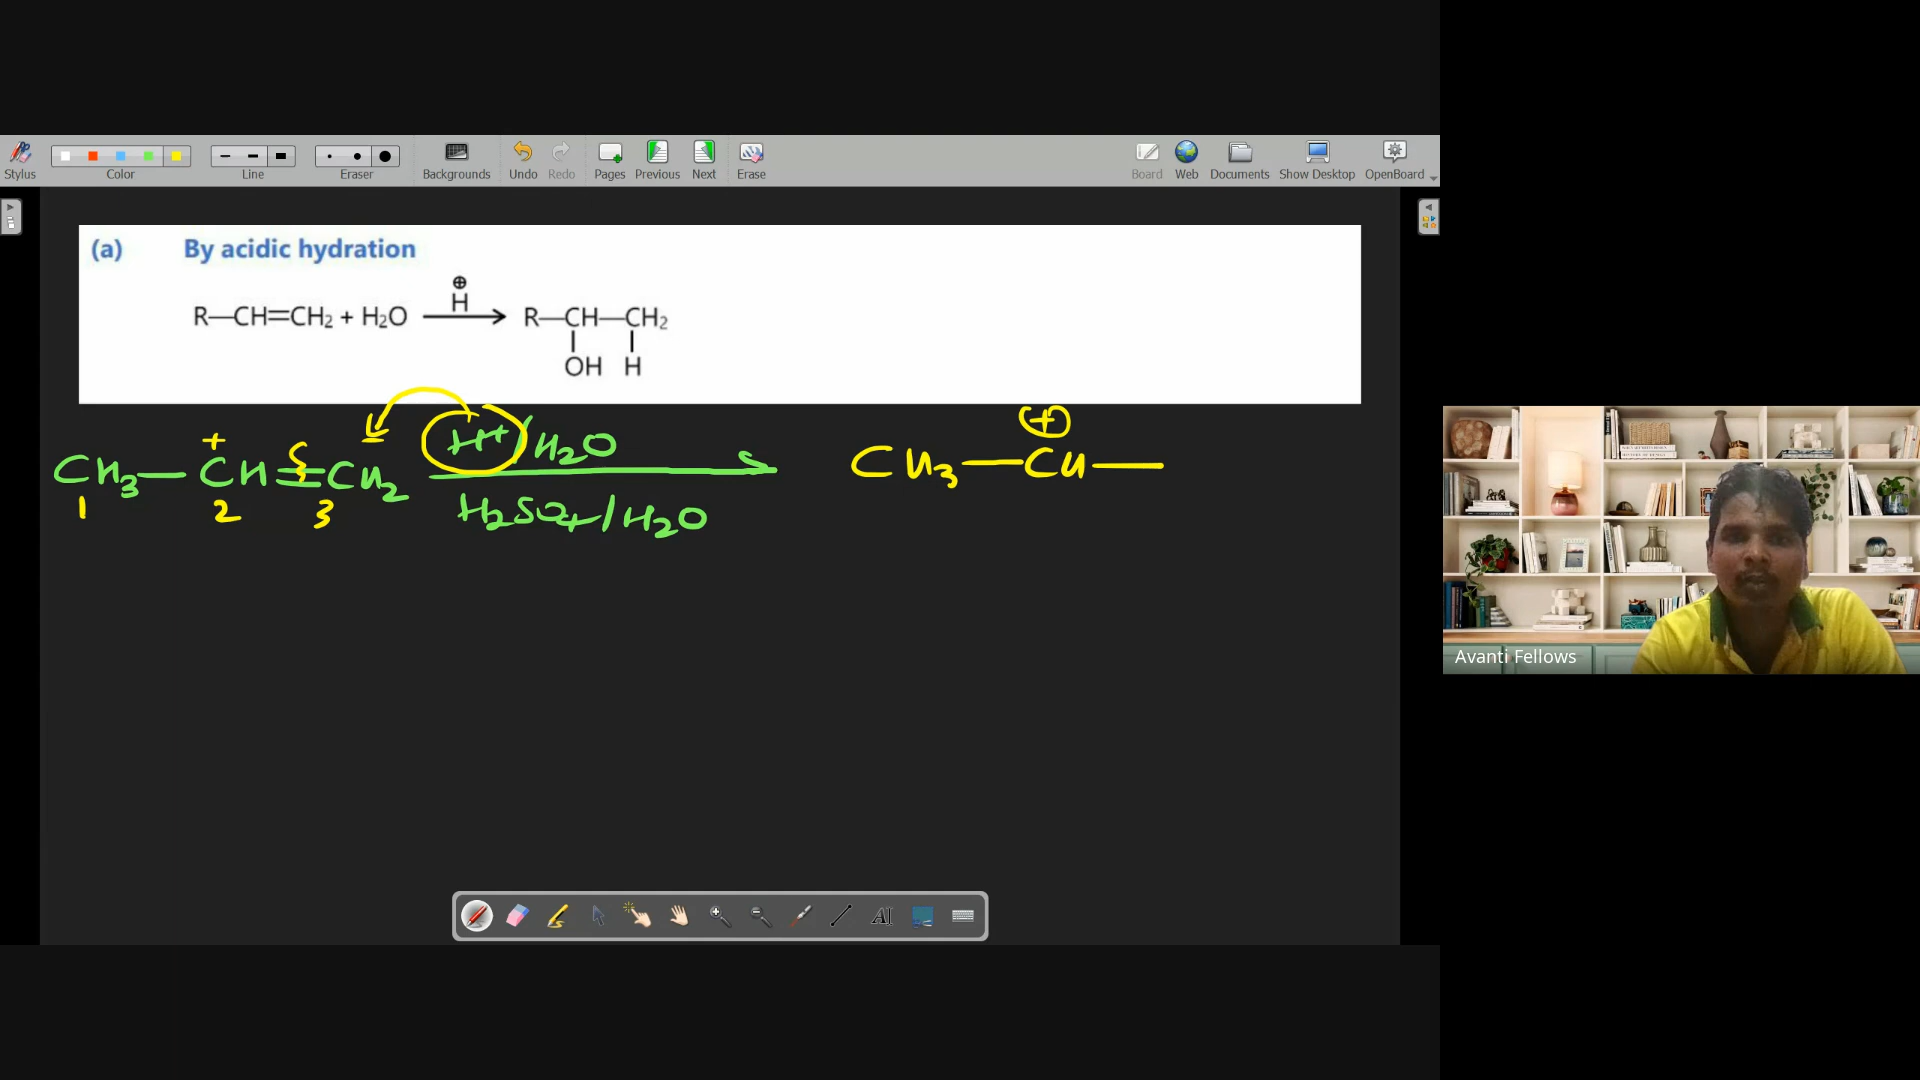 Stylus
Color
Line
Eraser
Backgrounds
Undo
Redo
Pages
Previous
Next
Erase
Board
Web
Documents
Show Desktop
OpenBoard
(a) By acidic hydration
⊕
H
R—CH=CH₂ + H₂O ⟶ R—CH—CH₂
OH H
+
H⁺/H₂O
CH₃—CH=CH₂
1 2 3
H₂SO₄/H₂O
⊕
CH₃—CH—
Avanti Fellows
AI